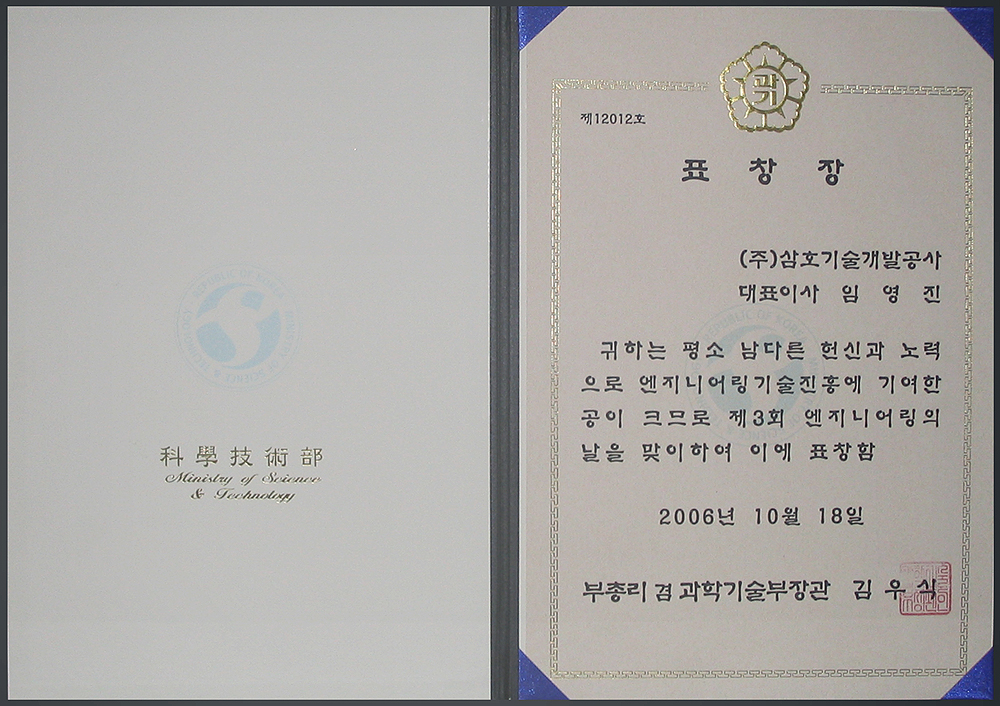 科學技術部
Ministry of Science
& Technology
과기
제12012호
표 창 장
(주)삼호기술개발공사
대표이사 임 영 진
귀하는 평소 남다른 헌신과 노력
으로 엔지니어링기술진흥에 기여한
공이 크므로 제3회 엔지니어링의
날을 맞이하여 이에 표창함
2006년 10월 18일
부총리 겸 과학기술부장관 김 우 식